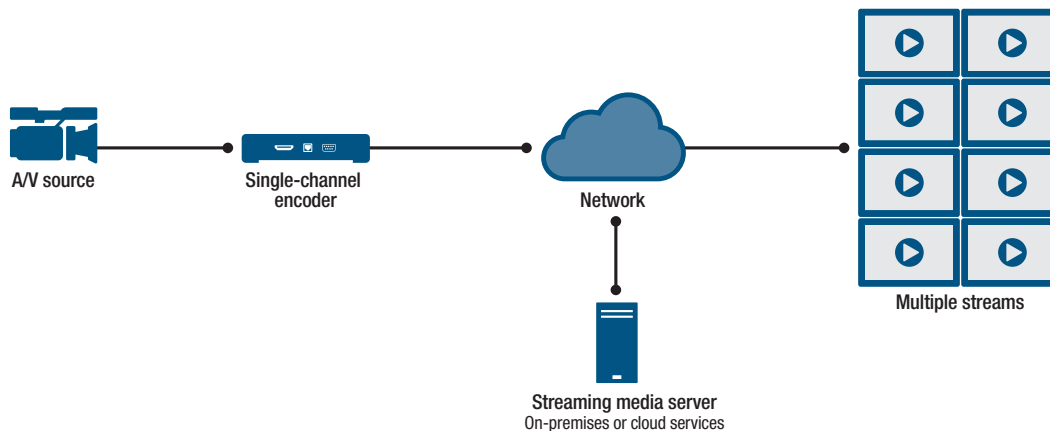 A/V source
Single-channel
encoder
Network
Multiple streams
Streaming media server
On-premises or cloud services